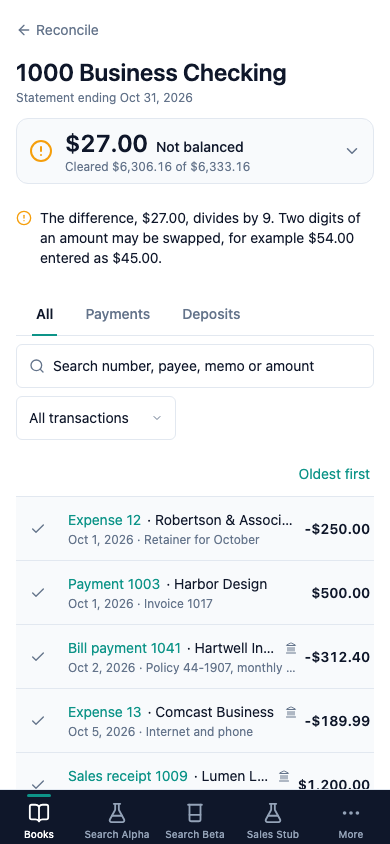 Reconcile
1000 Business Checking
Statement ending Oct 31, 2026
$27.00 Not balanced
Cleared $6,306.16 of $6,333.16
The difference, $27.00, divides by 9. Two digits of
an amount may be swapped, for example $54.00
entered as $45.00.
All Payments Deposits
Search number, payee, memo or amount
All transactions
Oldest first
Expense 12 · Robertson & Associ... -$250.00
Oct 1, 2026 · Retainer for October
Payment 1003 · Harbor Design $500.00
Oct 1, 2026 · Invoice 1017
Bill payment 1041 · Hartwell In... -$312.40
Oct 2, 2026 · Policy 44-1907, monthly ...
Expense 13 · Comcast Business -$189.99
Oct 5, 2026 · Internet and phone
Sales receipt 1009 · Lumen L... $1,200.00
Books Search Alpha Search Beta Sales Stub More